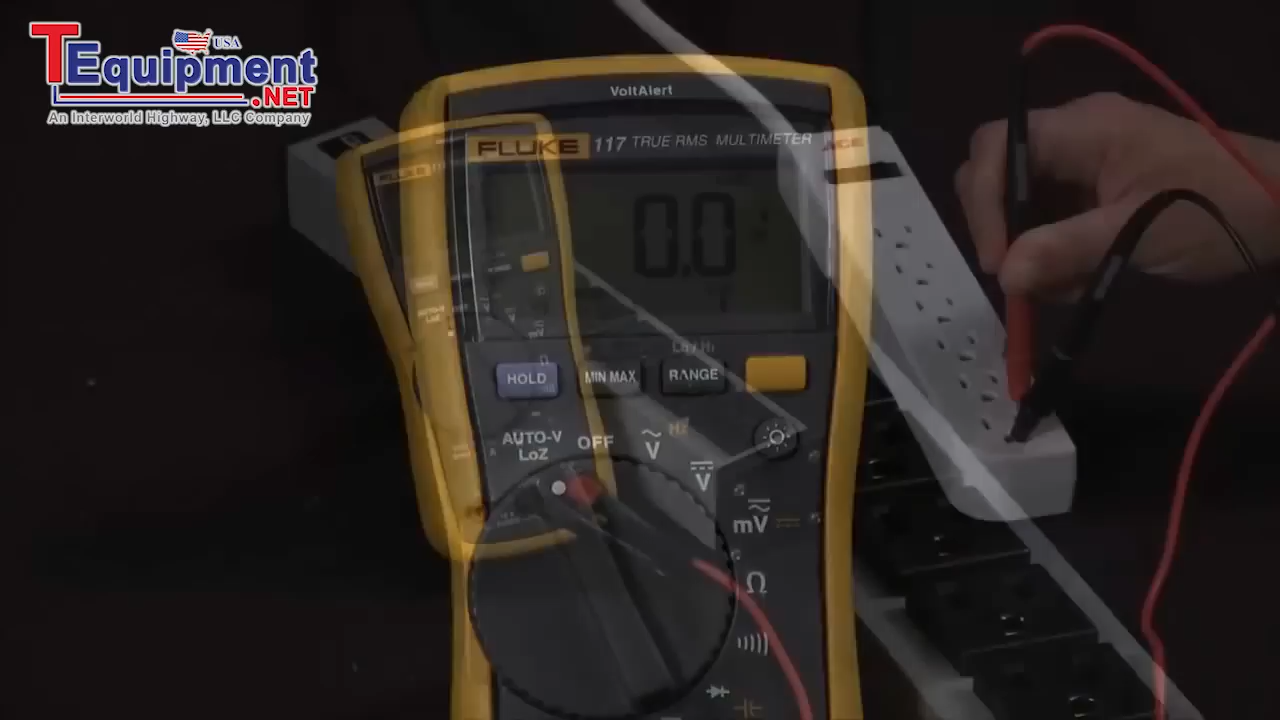 USA
TEquipment
.NET
An Interworld Highway, LLC Company
VoltAlert
FLUKE 117 TRUE RMS MULTIMETER
0.0
HOLD
MIN MAX
RANGE
AUTO-V
LoZ
OFF
Hz
V
V
mV
Ω